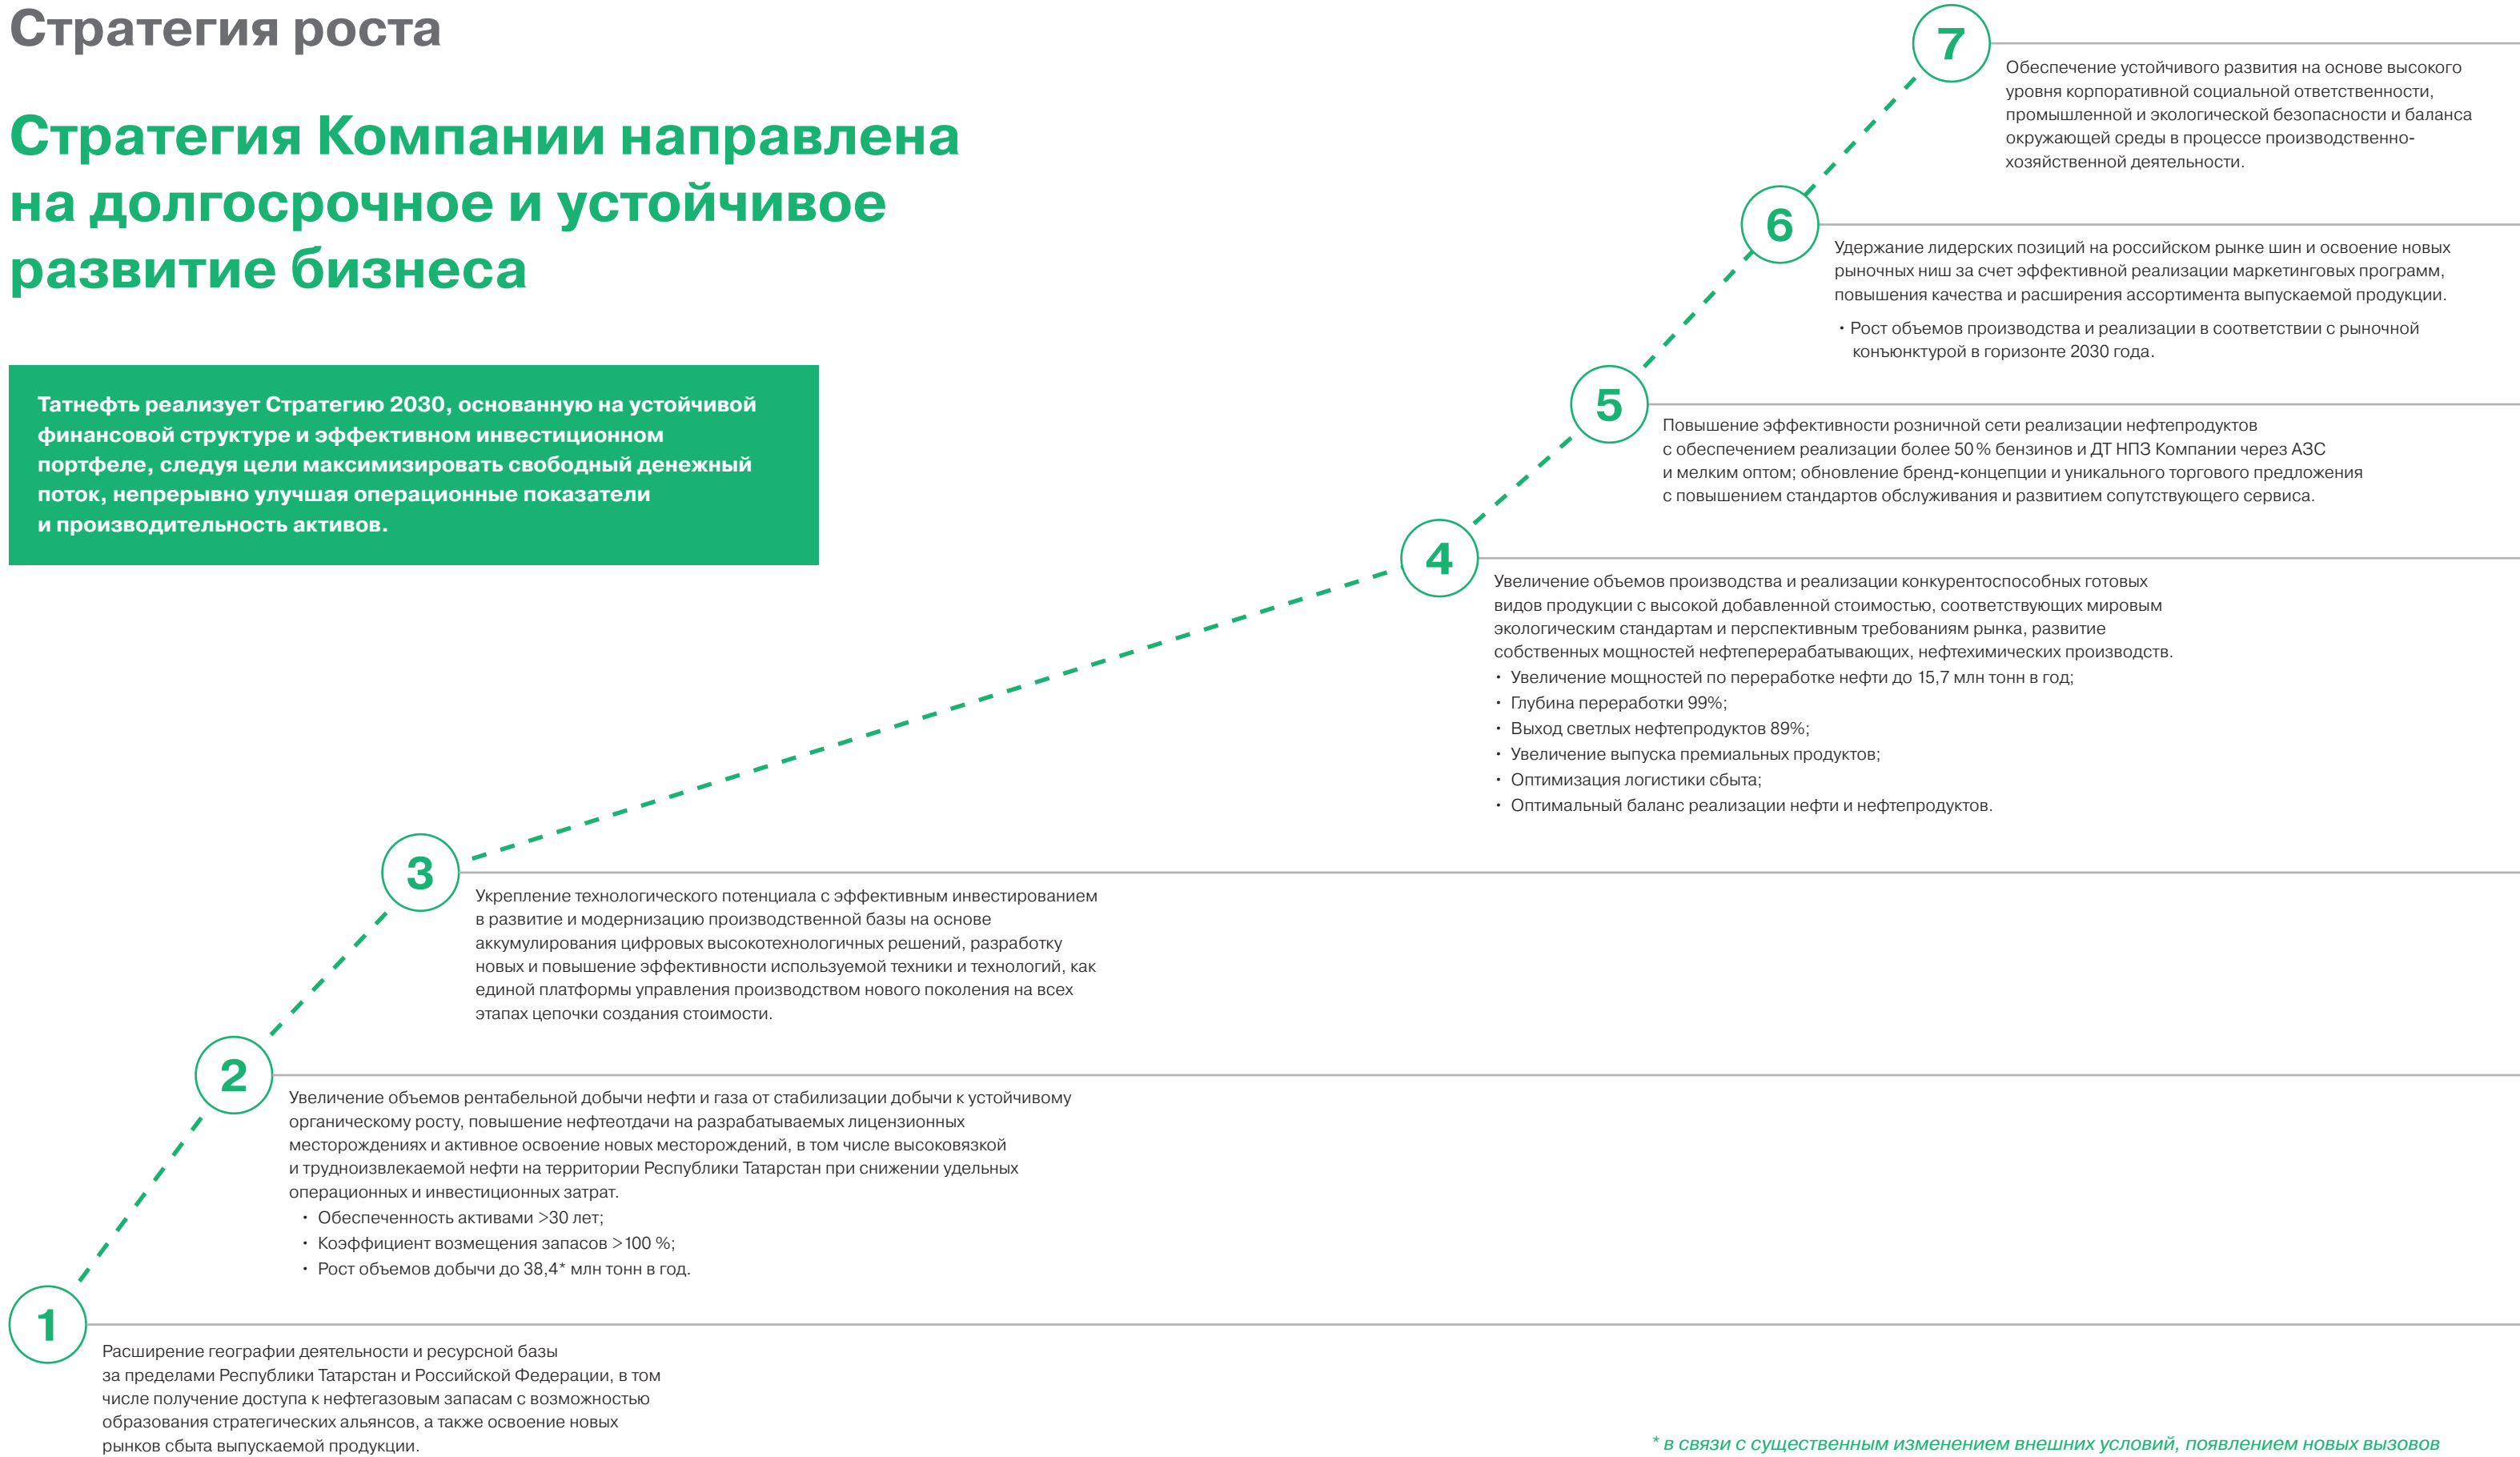 Стратегия роста
Стратегия Компании направлена
на долгосрочное и устойчивое
развитие бизнеса
Татнефть реализует Стратегию 2030, основанную на устойчивой
финансовой структуре и эффективном инвестиционном
портфеле, следуя цели максимизировать свободный денежный
поток, непрерывно улучшая операционные показатели
и производительность активов.
7
Обеспечение устойчивого развития на основе высокого
уровня корпоративной социальной ответственности,
промышленной и экологической безопасности и баланса
окружающей среды в процессе производственно-
хозяйственной деятельности.
6
Удержание лидерских позиций на российском рынке шин и освоение новых
рыночных ниш за счет эффективной реализации маркетинговых программ,
повышения качества и расширения ассортимента выпускаемой продукции.
• Рост объемов производства и реализации в соответствии с рыночной
конъюнктурой в горизонте 2030 года.
5
Повышение эффективности розничной сети реализации нефтепродуктов
с обеспечением реализации более 50 % бензинов и ДТ НПЗ Компании через АЗС
и мелким оптом; обновление бренд-концепции и уникального торгового предложения
с повышением стандартов обслуживания и развитием сопутствующего сервиса.
4
Увеличение объемов производства и реализации конкурентоспособных готовых
видов продукции с высокой добавленной стоимостью, соответствующих мировым
экологическим стандартам и перспективным требованиям рынка, развитие
собственных мощностей нефтеперерабатывающих, нефтехимических производств.
• Увеличение мощностей по переработке нефти до 15,7 млн тонн в год;
• Глубина переработки 99%;
• Выход светлых нефтепродуктов 89%;
• Увеличение выпуска премиальных продуктов;
• Оптимизация логистики сбыта;
• Оптимальный баланс реализации нефти и нефтепродуктов.
3
Укрепление технологического потенциала с эффективным инвестированием
в развитие и модернизацию производственной базы на основе
аккумулирования цифровых высокотехнологичных решений, разработку
новых и повышение эффективности используемой техники и технологий, как
единой платформы управления производством нового поколения на всех
этапах цепочки создания стоимости.
2
Увеличение объемов рентабельной добычи нефти и газа от стабилизации добычи к устойчивому
органическому росту, повышение нефтеотдачи на разрабатываемых лицензионных
месторождениях и активное освоение новых месторождений, в том числе высоковязкой
и трудноизвлекаемой нефти на территории Республики Татарстан при снижении удельных
операционных и инвестиционных затрат.
• Обеспеченность активами >30 лет;
• Коэффициент возмещения запасов >100 %;
• Рост объемов добычи до 38,4* млн тонн в год.
1
Расширение географии деятельности и ресурсной базы
за пределами Республики Татарстан и Российской Федерации, в том
числе получение доступа к нефтегазовым запасам с возможностью
образования стратегических альянсов, а также освоение новых
рынков сбыта выпускаемой продукции.
* в связи с существенным изменением внешних условий, появлением новых вызовов